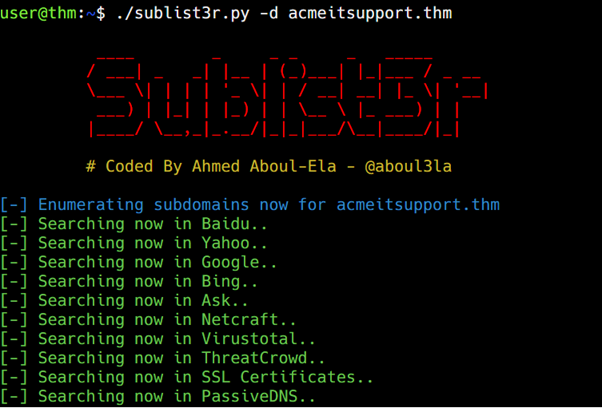 user@thm:~$ ./sublist3r.py -d acmeitsupport.thm
Sublist3r
# Coded By Ahmed Aboul-Ela - @aboul3la
[-] Enumerating subdomains now for acmeitsupport.thm
[-] Searching now in Baidu..
[-] Searching now in Yahoo..
[-] Searching now in Google..
[-] Searching now in Bing..
[-] Searching now in Ask..
[-] Searching now in Netcraft..
[-] Searching now in Virustotal..
[-] Searching now in ThreatCrowd..
[-] Searching now in SSL Certificates..
[-] Searching now in PassiveDNS..